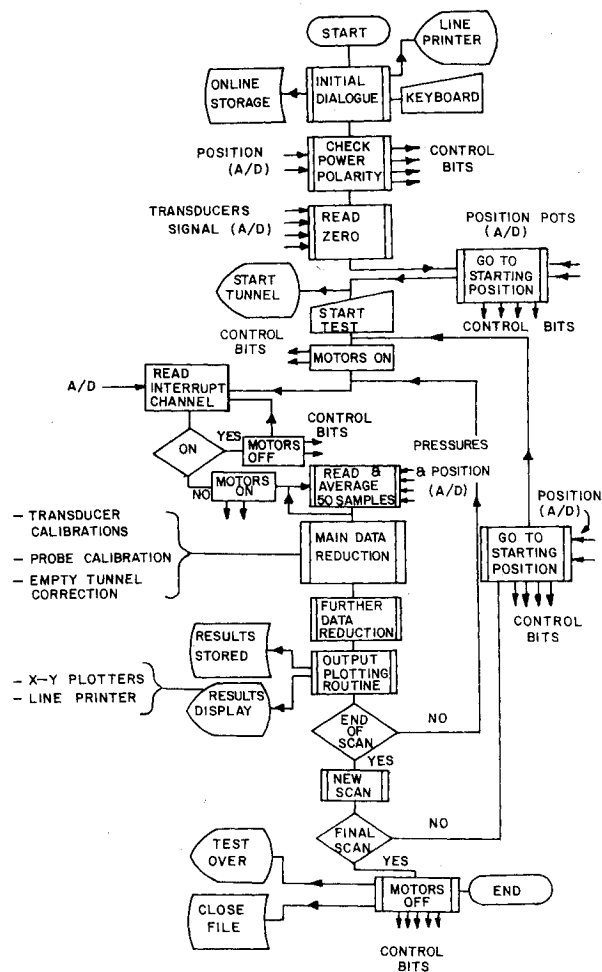 START
LINE
PRINTER
ONLINE
STORAGE
INITIAL
DIALOGUE
KEYBOARD
POSITION
(A/D)
CHECK
POWER
POLARITY
CONTROL
BITS
TRANSDUCERS
SIGNAL (A/D)
READ
ZERO
POSITION POTS
(A/D)
GO TO
STARTING
POSITION
START
TUNNEL
START
TEST
CONTROL BITS
CONTROL
BITS
MOTORS ON
A/D
READ
INTERRUPT
CHANNEL
ON
YES
MOTORS
OFF
CONTROL
BITS
NO
MOTORS
ON
READ &
AVERAGE
50 SAMPLES
PRESSURES
& POSITION
(A/D)
POSITION
(A/D)
GO TO
STARTING
POSITION
CONTROL
BITS
- TRANSDUCER
CALIBRATIONS
- PROBE CALIBRATION
- EMPTY TUNNEL
CORRECTION
MAIN DATA
REDUCTION
FURTHER
DATA
REDUCTION
RESULTS
STORED
OUTPUT
PLOTTING
ROUTINE
- X-Y PLOTTERS
- LINE PRINTER
RESULTS
DISPLAY
END
OF
SCAN
NO
YES
NEW
SCAN
FINAL
SCAN
NO
YES
TEST
OVER
MOTORS
OFF
END
CLOSE
FILE
CONTROL
BITS